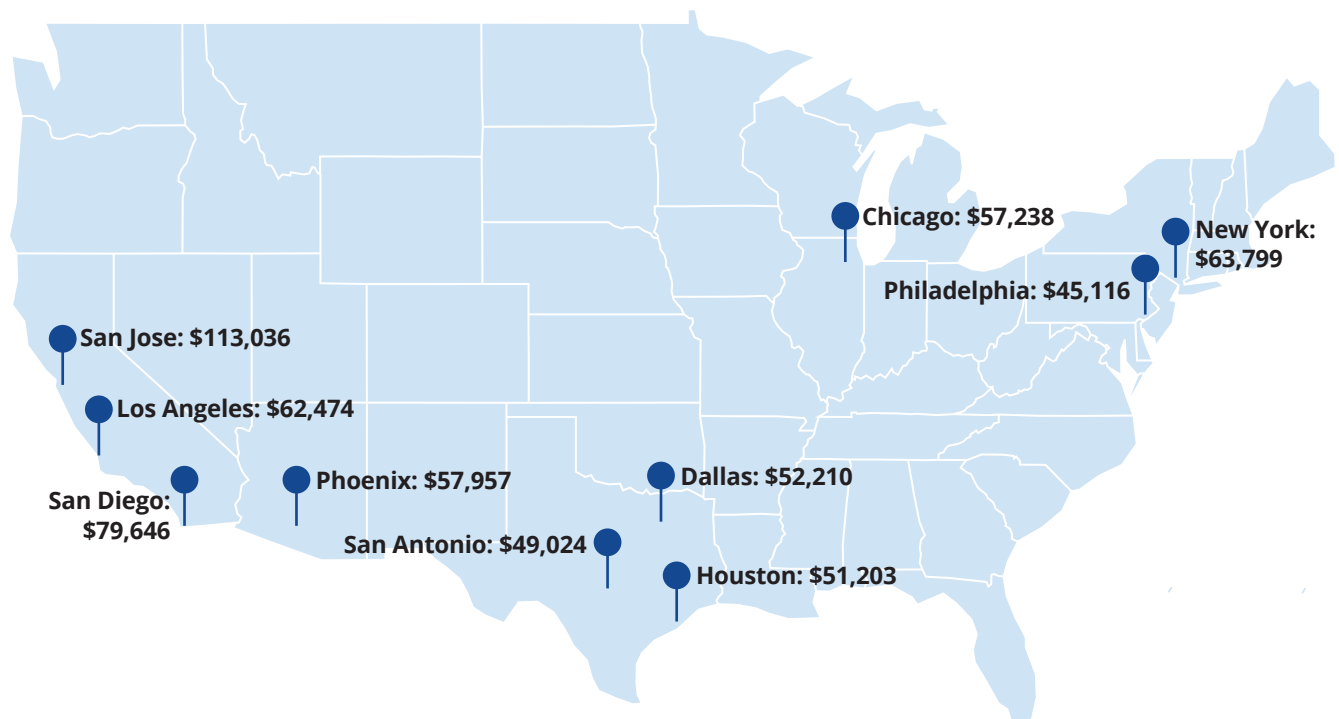 Chicago: $57,238
New York:
$63,799
Philadelphia: $45,116
San Jose: $113,036
Los Angeles: $62,474
Phoenix: $57,957
Dallas: $52,210
San Diego:
$79,646
San Antonio: $49,024
Houston: $51,203